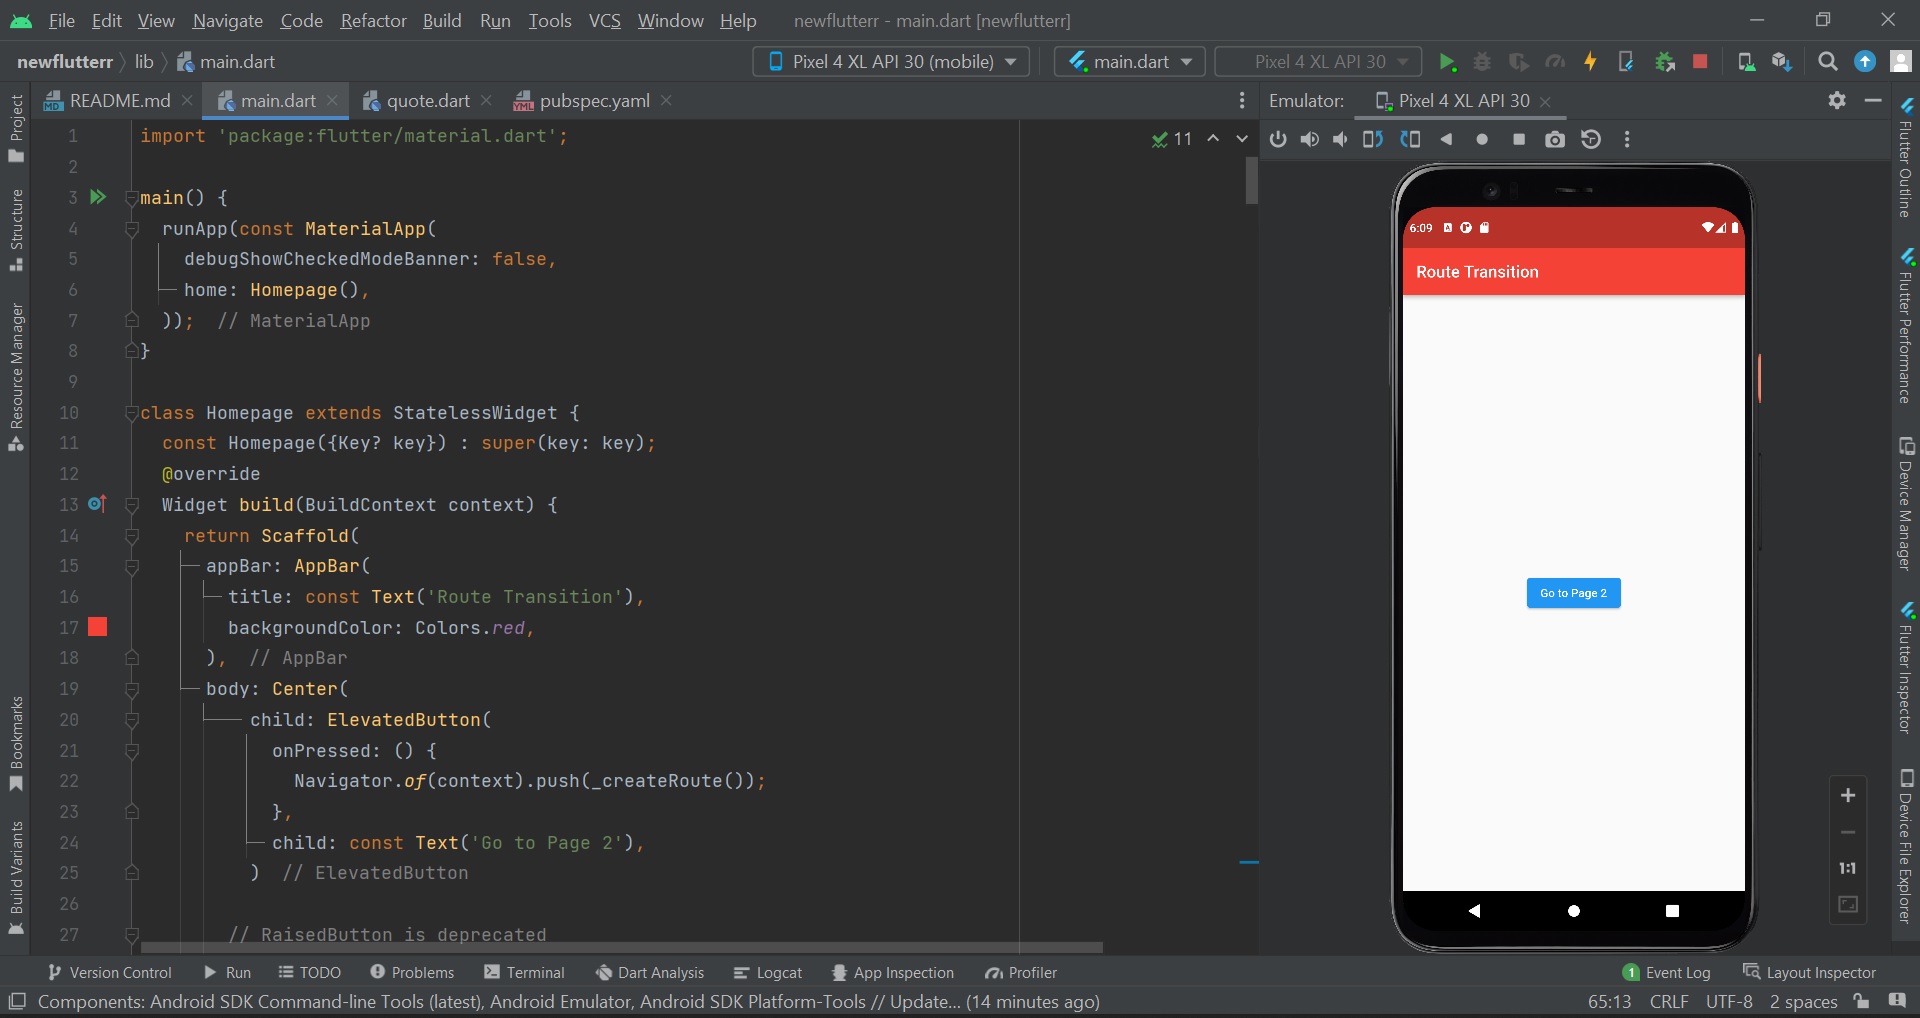 File Edit View Navigate Code Refactor Build Run Tools VCS Window Help newflutterr - main.dart [newflutterr]
newflutterr lib main.dart Pixel 4 XL API 30 (mobile) main.dart Pixel 4 XL API 30
README.md main.dart quote.dart pubspec.yaml Emulator: Pixel 4 XL API 30
11
1 import 'package:flutter/material.dart';
2
3 main() {
4 runApp(const MaterialApp(
5 debugShowCheckedModeBanner: false,
6 home: Homepage(),
7 )); // MaterialApp
8 }
9
10 class Homepage extends StatelessWidget {
11 const Homepage({Key? key}) : super(key: key);
12 @override
13 Widget build(BuildContext context) {
14 return Scaffold(
15 appBar: AppBar(
16 title: const Text('Route Transition'),
17 backgroundColor: Colors.red,
18 ), // AppBar
19 body: Center(
20 child: ElevatedButton(
21 onPressed: () {
22 Navigator.of(context).push(_createRoute());
23 },
24 child: const Text('Go to Page 2'),
25 ) // ElevatedButton
26
27 // RaisedButton is deprecated
6:09
Route Transition
Go to Page 2
1:1
Project
Structure
Resource Manager
Bookmarks
Build Variants
Flutter Outline
Flutter Performance
Device Manager
Flutter Inspector
Device File Explorer
Version Control Run TODO Problems Terminal Dart Analysis Logcat App Inspection Profiler 1 Event Log Layout Inspector
Components: Android SDK Command-line Tools (latest), Android Emulator, Android SDK Platform-Tools // Update... (14 minutes ago) 65:13 CRLF UTF-8 2 spaces